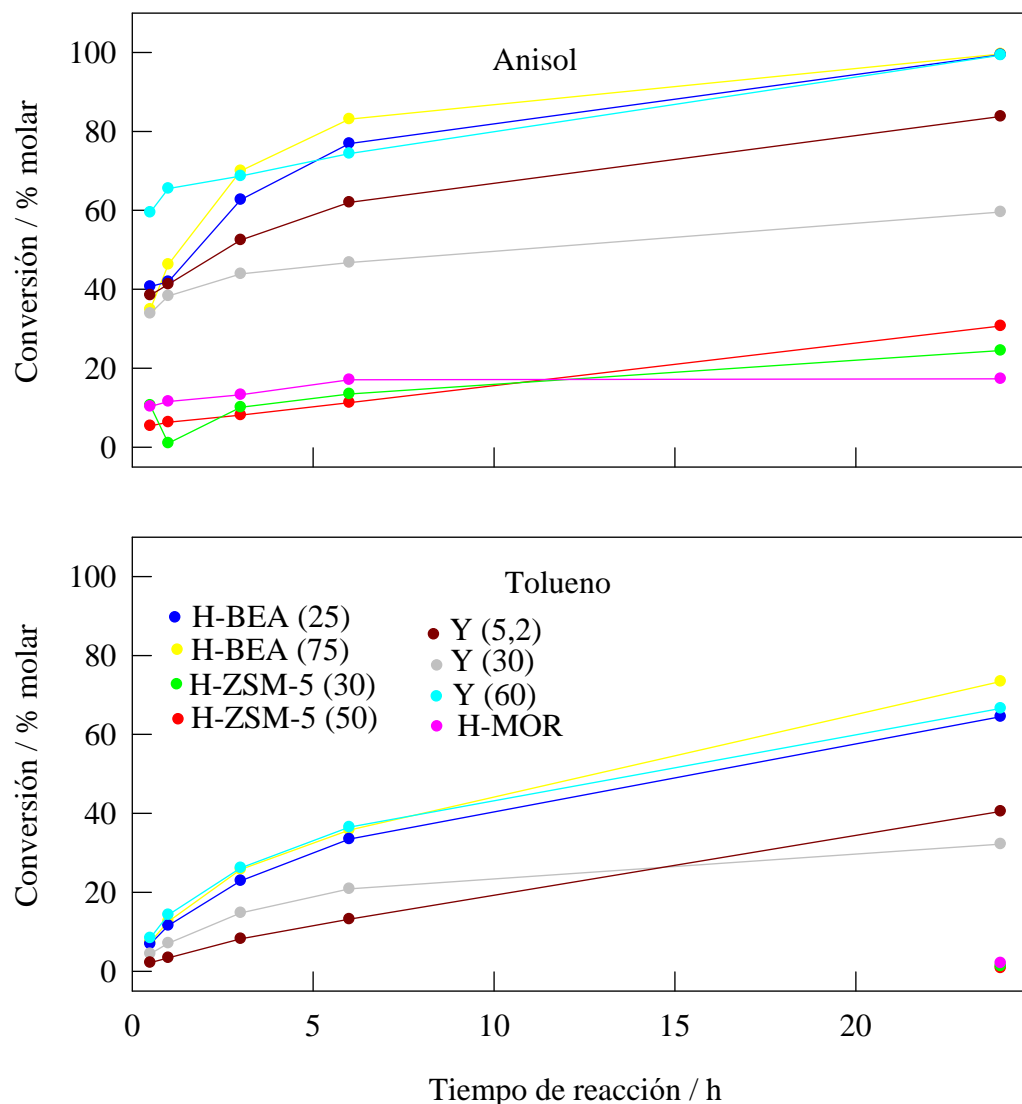 Anisol
Conversión / % molar
100
80
60
40
20
0
Tolueno
Conversión / % molar
100
80
60
40
20
0
H-BEA (25)
H-BEA (75)
H-ZSM-5 (30)
H-ZSM-5 (50)
Y (5,2)
Y (30)
Y (60)
H-MOR
0 5 10 15 20
Tiempo de reacción / h